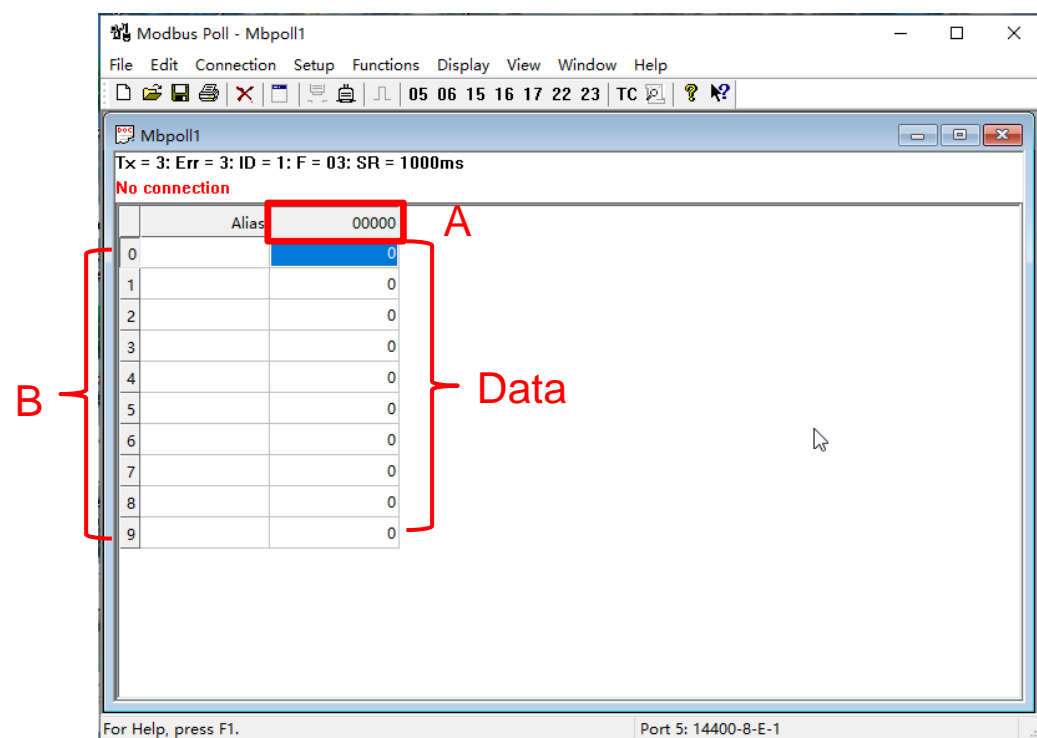 Modbus Poll - Mbpoll1
File Edit Connection Setup Functions Display View Window Help
05 06 15 16 17 22 23 TC
Mbpoll1
Tx = 3: Err = 3: ID = 1: F = 03: SR = 1000ms
No connection
Alias 00000 A
0 0
1 0
2 0
3 0
4 0
5 0
6 0
7 0
8 0
9 0
B
Data
For Help, press F1. Port 5: 14400-8-E-1